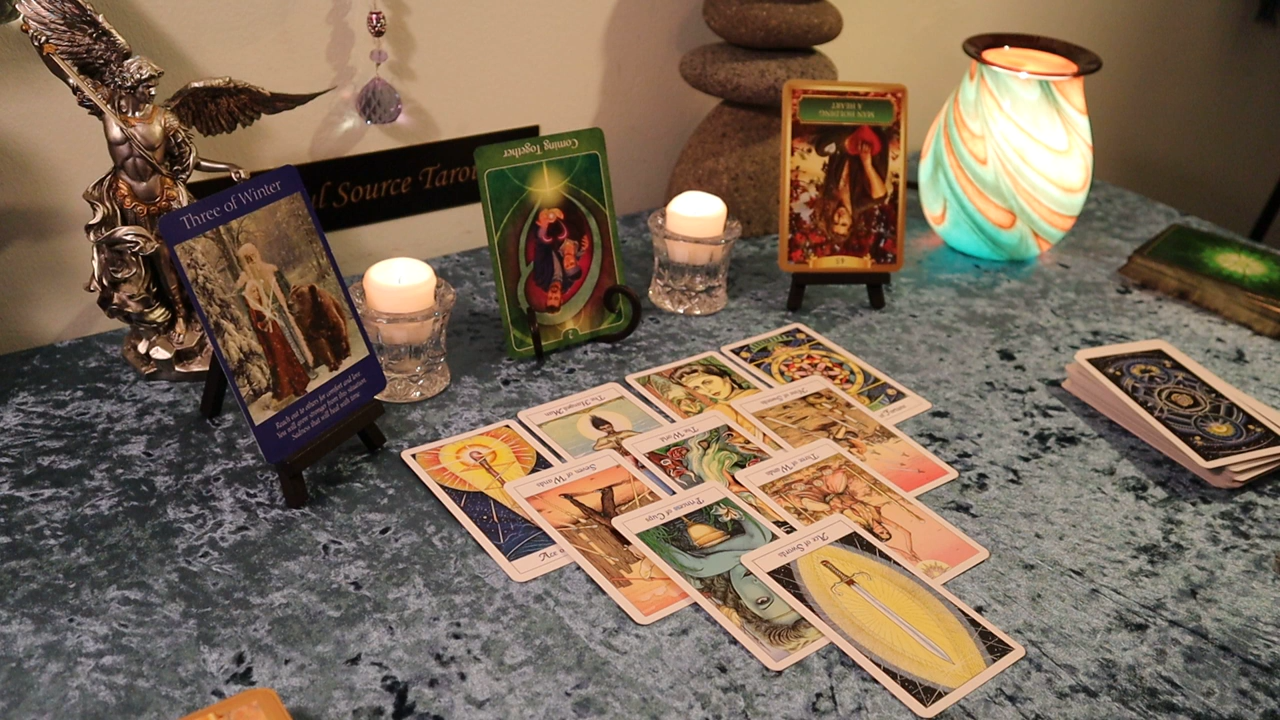 ul Source Tarot
Coming Together
MAN HOLDING
A HEART
Three of Winter
Reach out to others for comfort and love.
You will grow stronger from this situation.
Sadness that will heal with time.
The Hanged Man
The World
Seven of Wands
Three of Wands
Princess of Cups
Ace of Swords